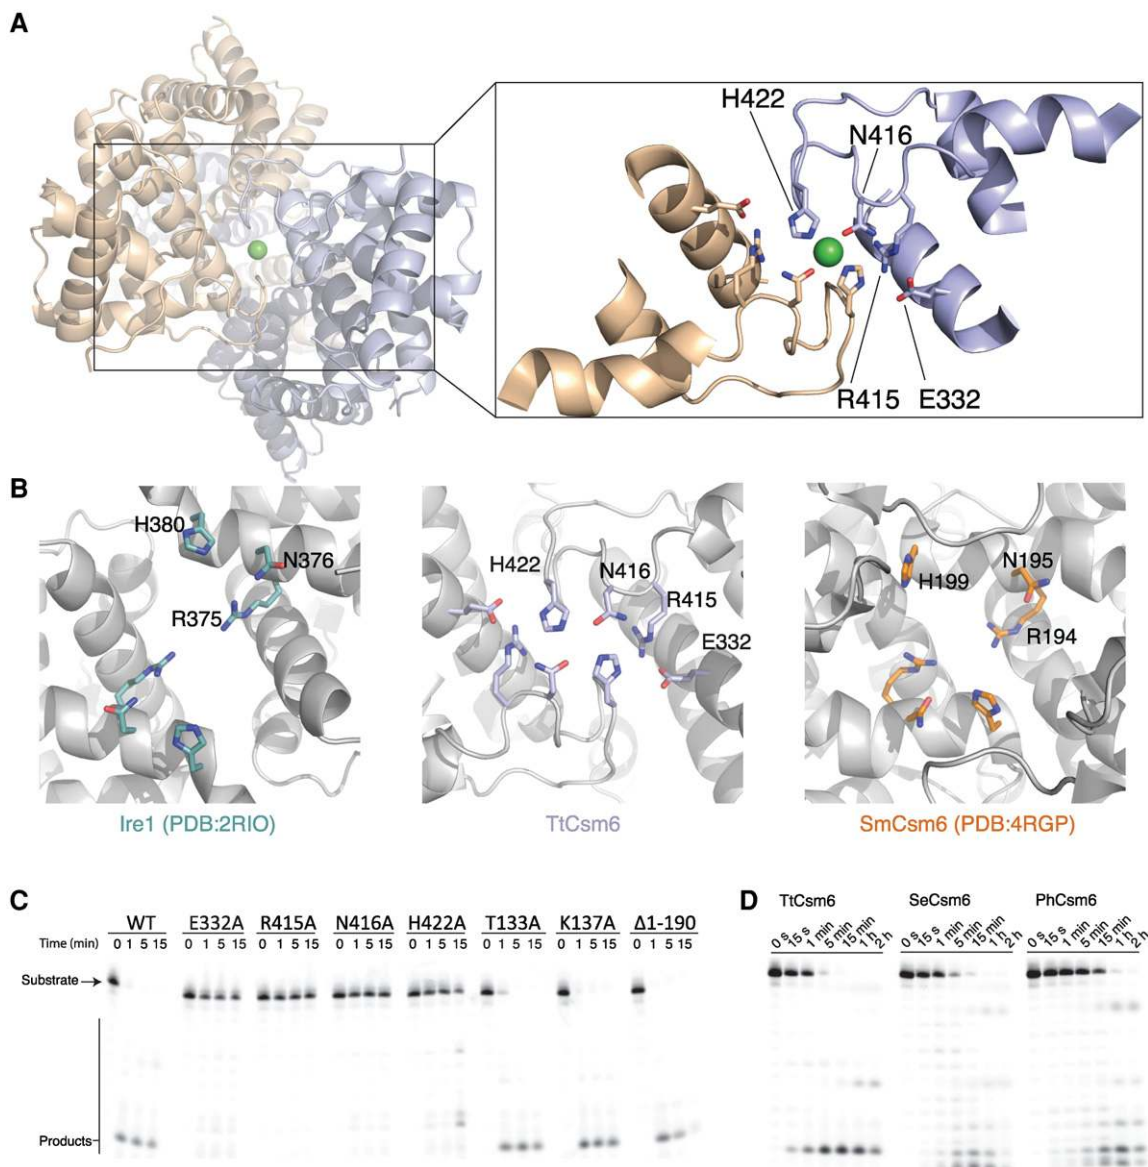 A
H422
N416
R415 E332
B
H380
N376
R375
H422
N416
R415
E332
N195
H199
R194
Ire1 (PDB:2RIO)
TtCsm6
SmCsm6 (PDB:4RGP)
C
WT E332A R415A N416A H422A T133A K137A Δ1-190
Time (min) 0 1 5 15 0 1 5 15 0 1 5 15 0 1 5 15 0 1 5 15 0 1 5 15 0 1 5 15 0 1 5 15
Substrate
Products
D
TtCsm6 SeCsm6 PhCsm6
0 s 15 s 1 min 5 min 15 min 1 h 2 h 0 s 15 s 1 min 5 min 15 min 1 h 2 h 0 s 15 s 1 min 5 min 15 min 1 h 2 h